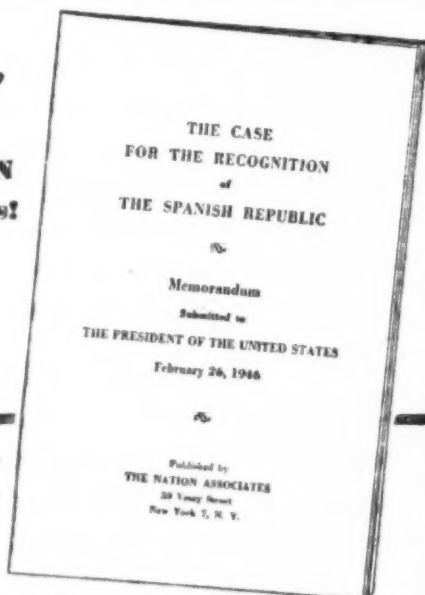 N
THE CASE
FOR THE RECOGNITION
of
THE SPANISH REPUBLIC
Memorandum
Submitted to
THE PRESIDENT OF THE UNITED STATES
February 26, 1946
Published by
THE NATION ASSOCIATES
20 Vesey Street
New York 7, N. Y.